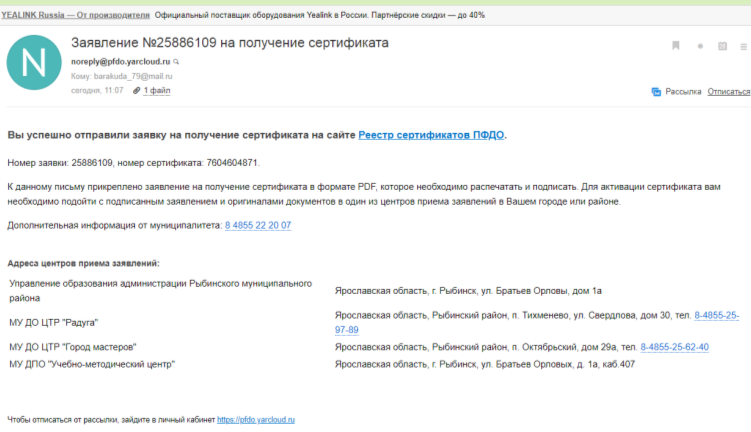 YEALINK Russia — От производителя Официальный поставщик оборудования Yealink в России. Партнёрские скидки — до 40%
Заявление №25886109 на получение сертификата
N
noreply@pfdo.yarcloud.ru
Кому: barakuda_79@mail.ru
сегодня, 11:07 1 файл
Рассылка Отписаться
Вы успешно отправили заявку на получение сертификата на сайте Реестр сертификатов ПФДО.
Номер заявки: 25886109, номер сертификата: 7604604871.
К данному письму прикреплено заявление на получение сертификата в формате PDF, которое необходимо распечатать и подписать. Для активации сертификата вам
необходимо подойти с подписанным заявлением и оригиналами документов в один из центров приема заявлений в Вашем городе или районе.
Дополнительная информация от муниципалитета: 8 4855 22 20 07
Адреса центров приема заявлений:
Управление образования администрации Рыбинского муниципального
района
Ярославская область, г. Рыбинск, ул. Братьев Орловы, дом 1а
МУ ДО ЦТР "Радуга"
Ярославская область, Рыбинский район, п. Тихменево, ул. Свердлова, дом 30, тел. 8-4855-25-
97-89
МУ ДО ЦТР "Город мастеров" Ярославская область, Рыбинский район, п. Октябрьский, дом 29а, тел. 8-4855-25-62-40
МУ ДПО "Учебно-методический центр" Ярославская область, г. Рыбинск, ул. Братьев Орловых, д. 1а, каб.407
Чтобы отписаться от рассылки, зайдите в личный кабинет https://pfdo.yarcloud.ru